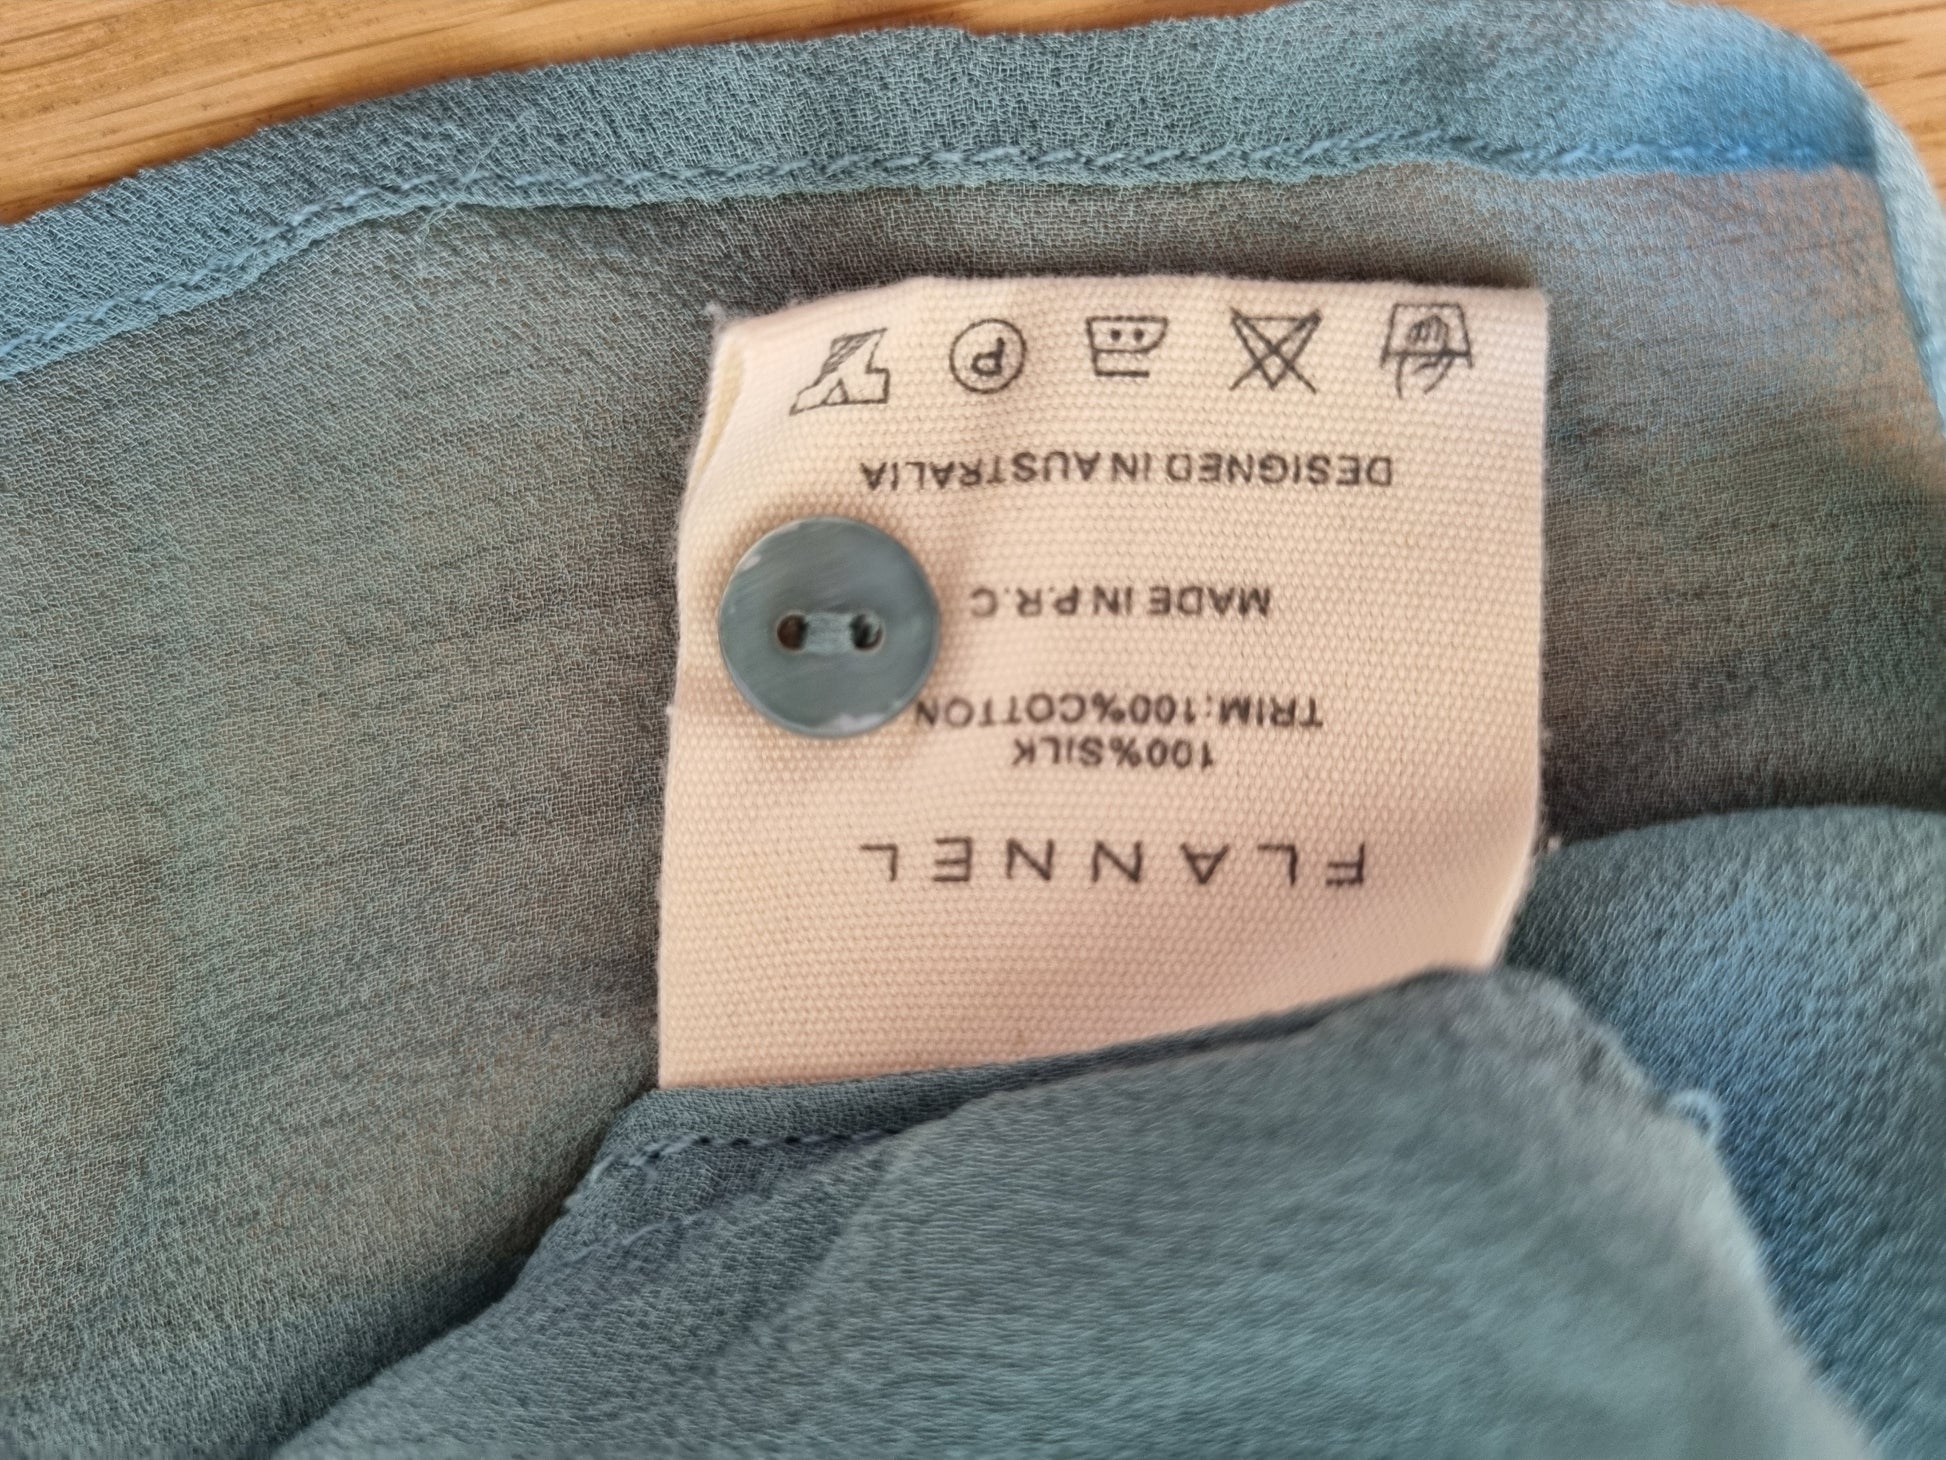 FLANNEL
100%SILK
TRIM:100%COTTON
MADE IN P.R.C
DESIGNED IN AUSTRALIA
P